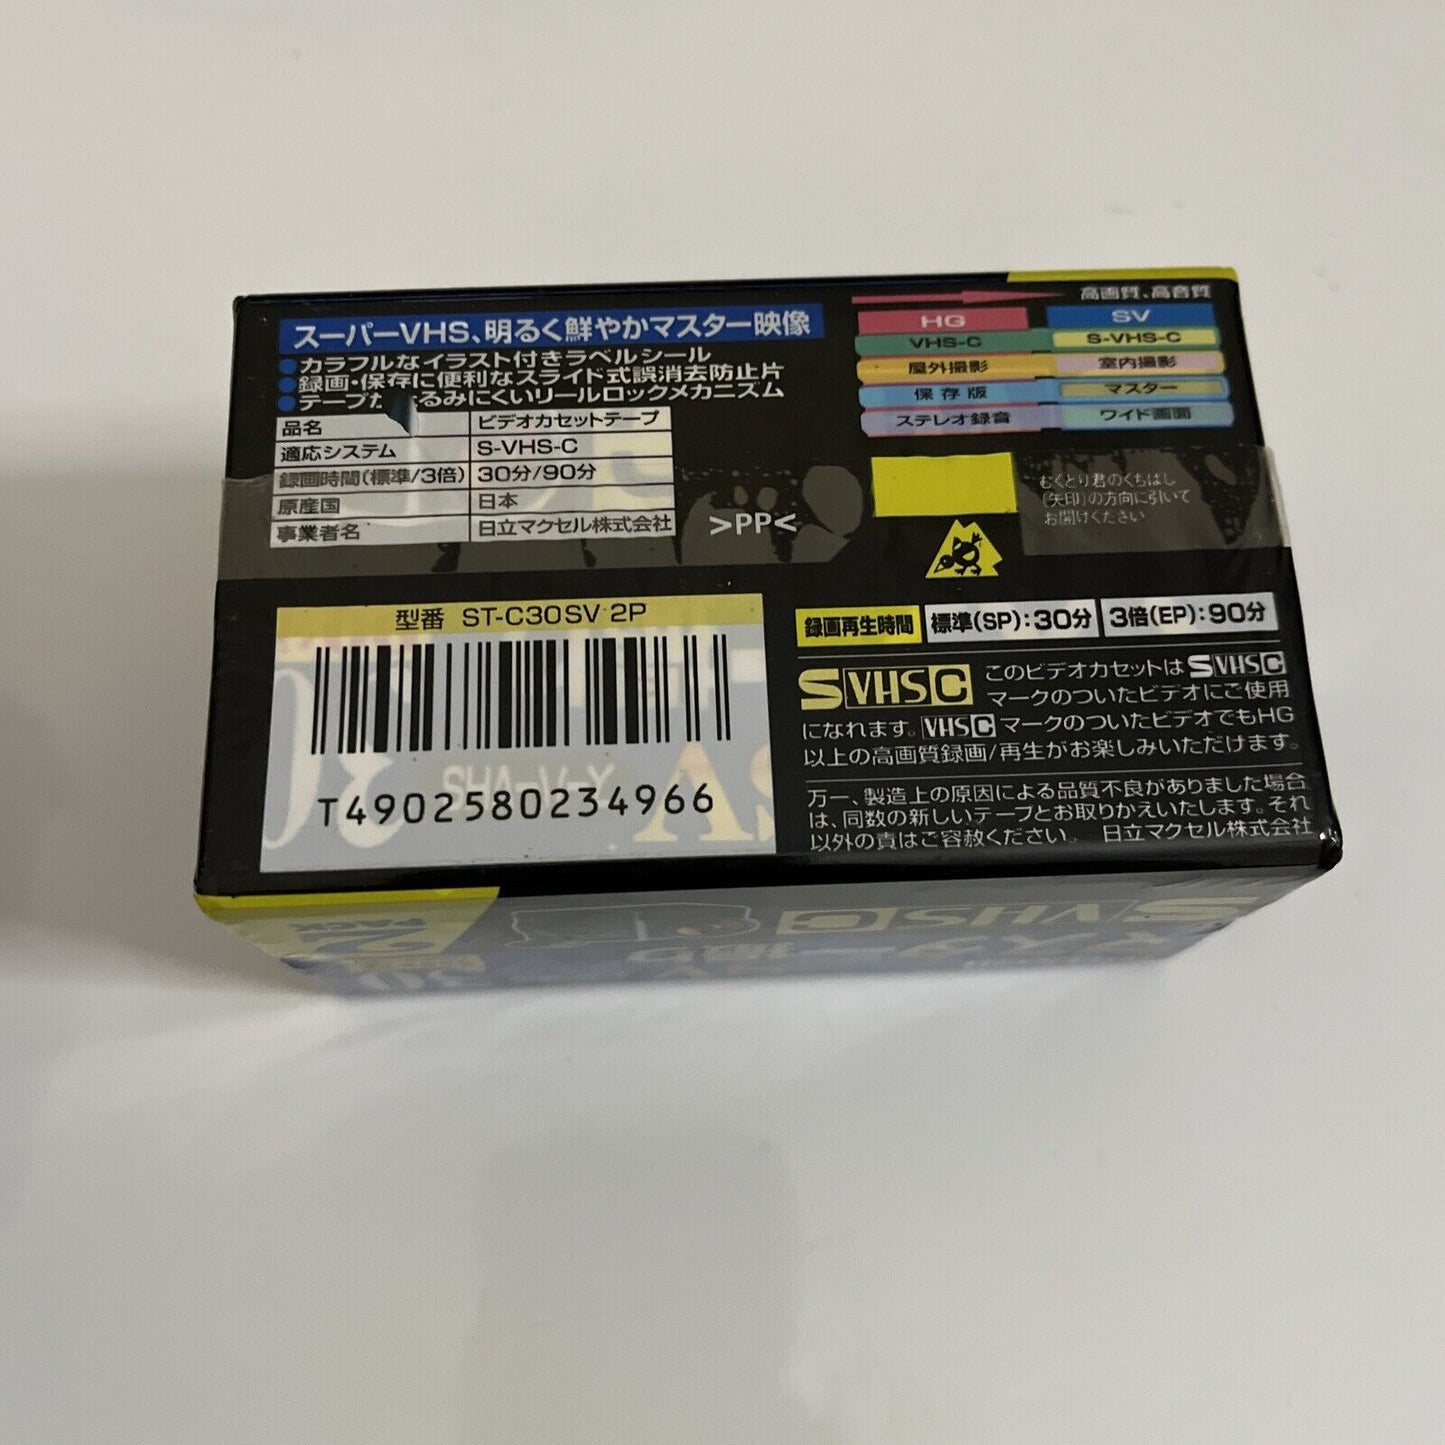 スーパーVHS、明るく鮮やかマスター映像
●カラフルなイラスト付きラベルシール
●録画・保存に便利なスライド式誤消去防止片
●テープが るみにくいリールロックメカニズム
品名 ビデオカセットテープ
適応システム S-VHS-C
録画時間(標準/3倍) 30分/90分
原産国 日本
事業者名 日立マクセル株式会社
>PP<
高画質、高音質
HG SV
VHS-C S-VHS-C
屋外撮影 室内撮影
保存版 マスター
ステレオ録音 ワイド画面
むくとり君のくちばし
(矢印)の方向に引いて
お開けください
型番 ST-C30SV 2P
T4902580234966
録画再生時間 標準(SP):30分 3倍(EP):90分
SVHSC このビデオカセットはSVHSC
マークのついたビデオにご使用
になれます。VHSCマークのついたビデオでもHG
以上の高画質録画/再生がお楽しみいただけます。
万一、製造上の原因による品質不良がありました場合
は、同数の新しいテープとお取りかえいたします。それ
以外の責はご容赦ください。 日立マクセル株式会社
SVHSC
マスター撮り
SV
2 PACK
30